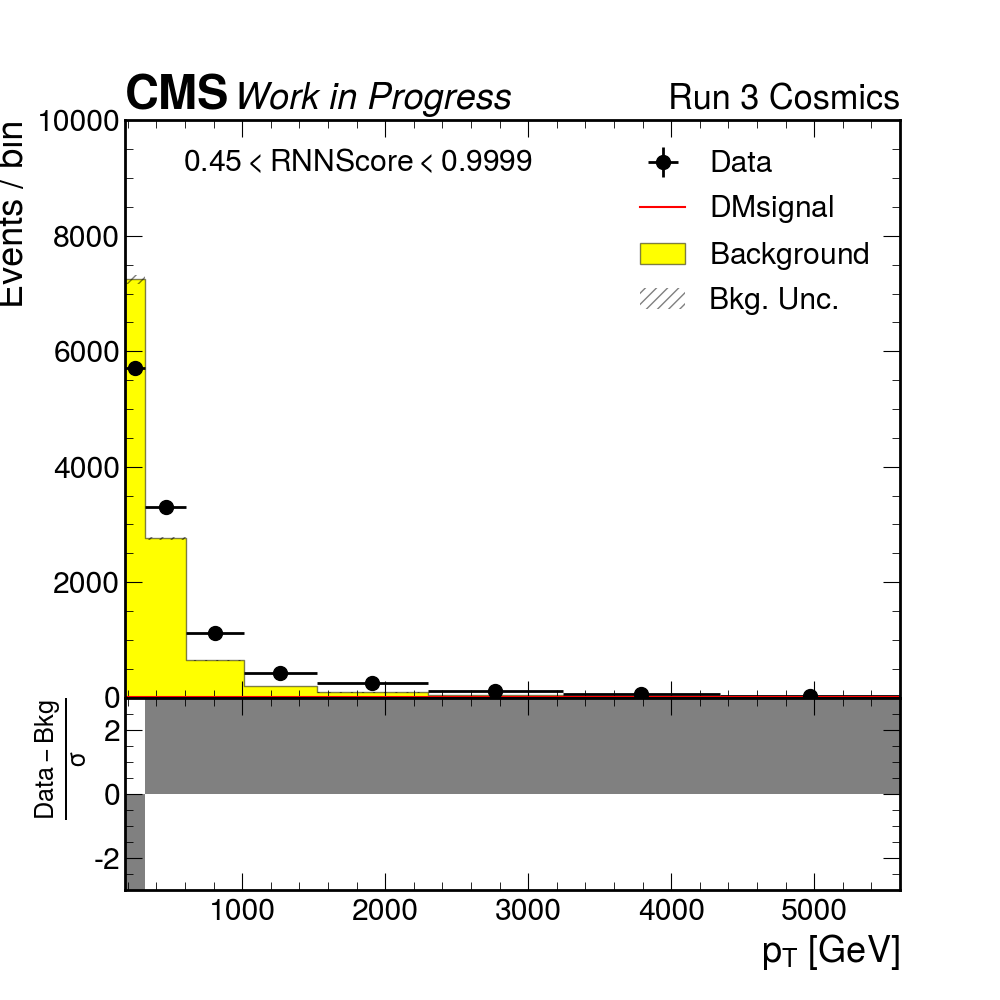 CMS Work in Progress
Run 3 Cosmics
Events / bin
10000
8000
6000
4000
2000
0
0.45 < RNNScore < 0.9999
Data
DMsignal
Background
Bkg. Unc.
Data – Bkg
σ
2
0
-2
1000 2000 3000 4000 5000
pT [GeV]